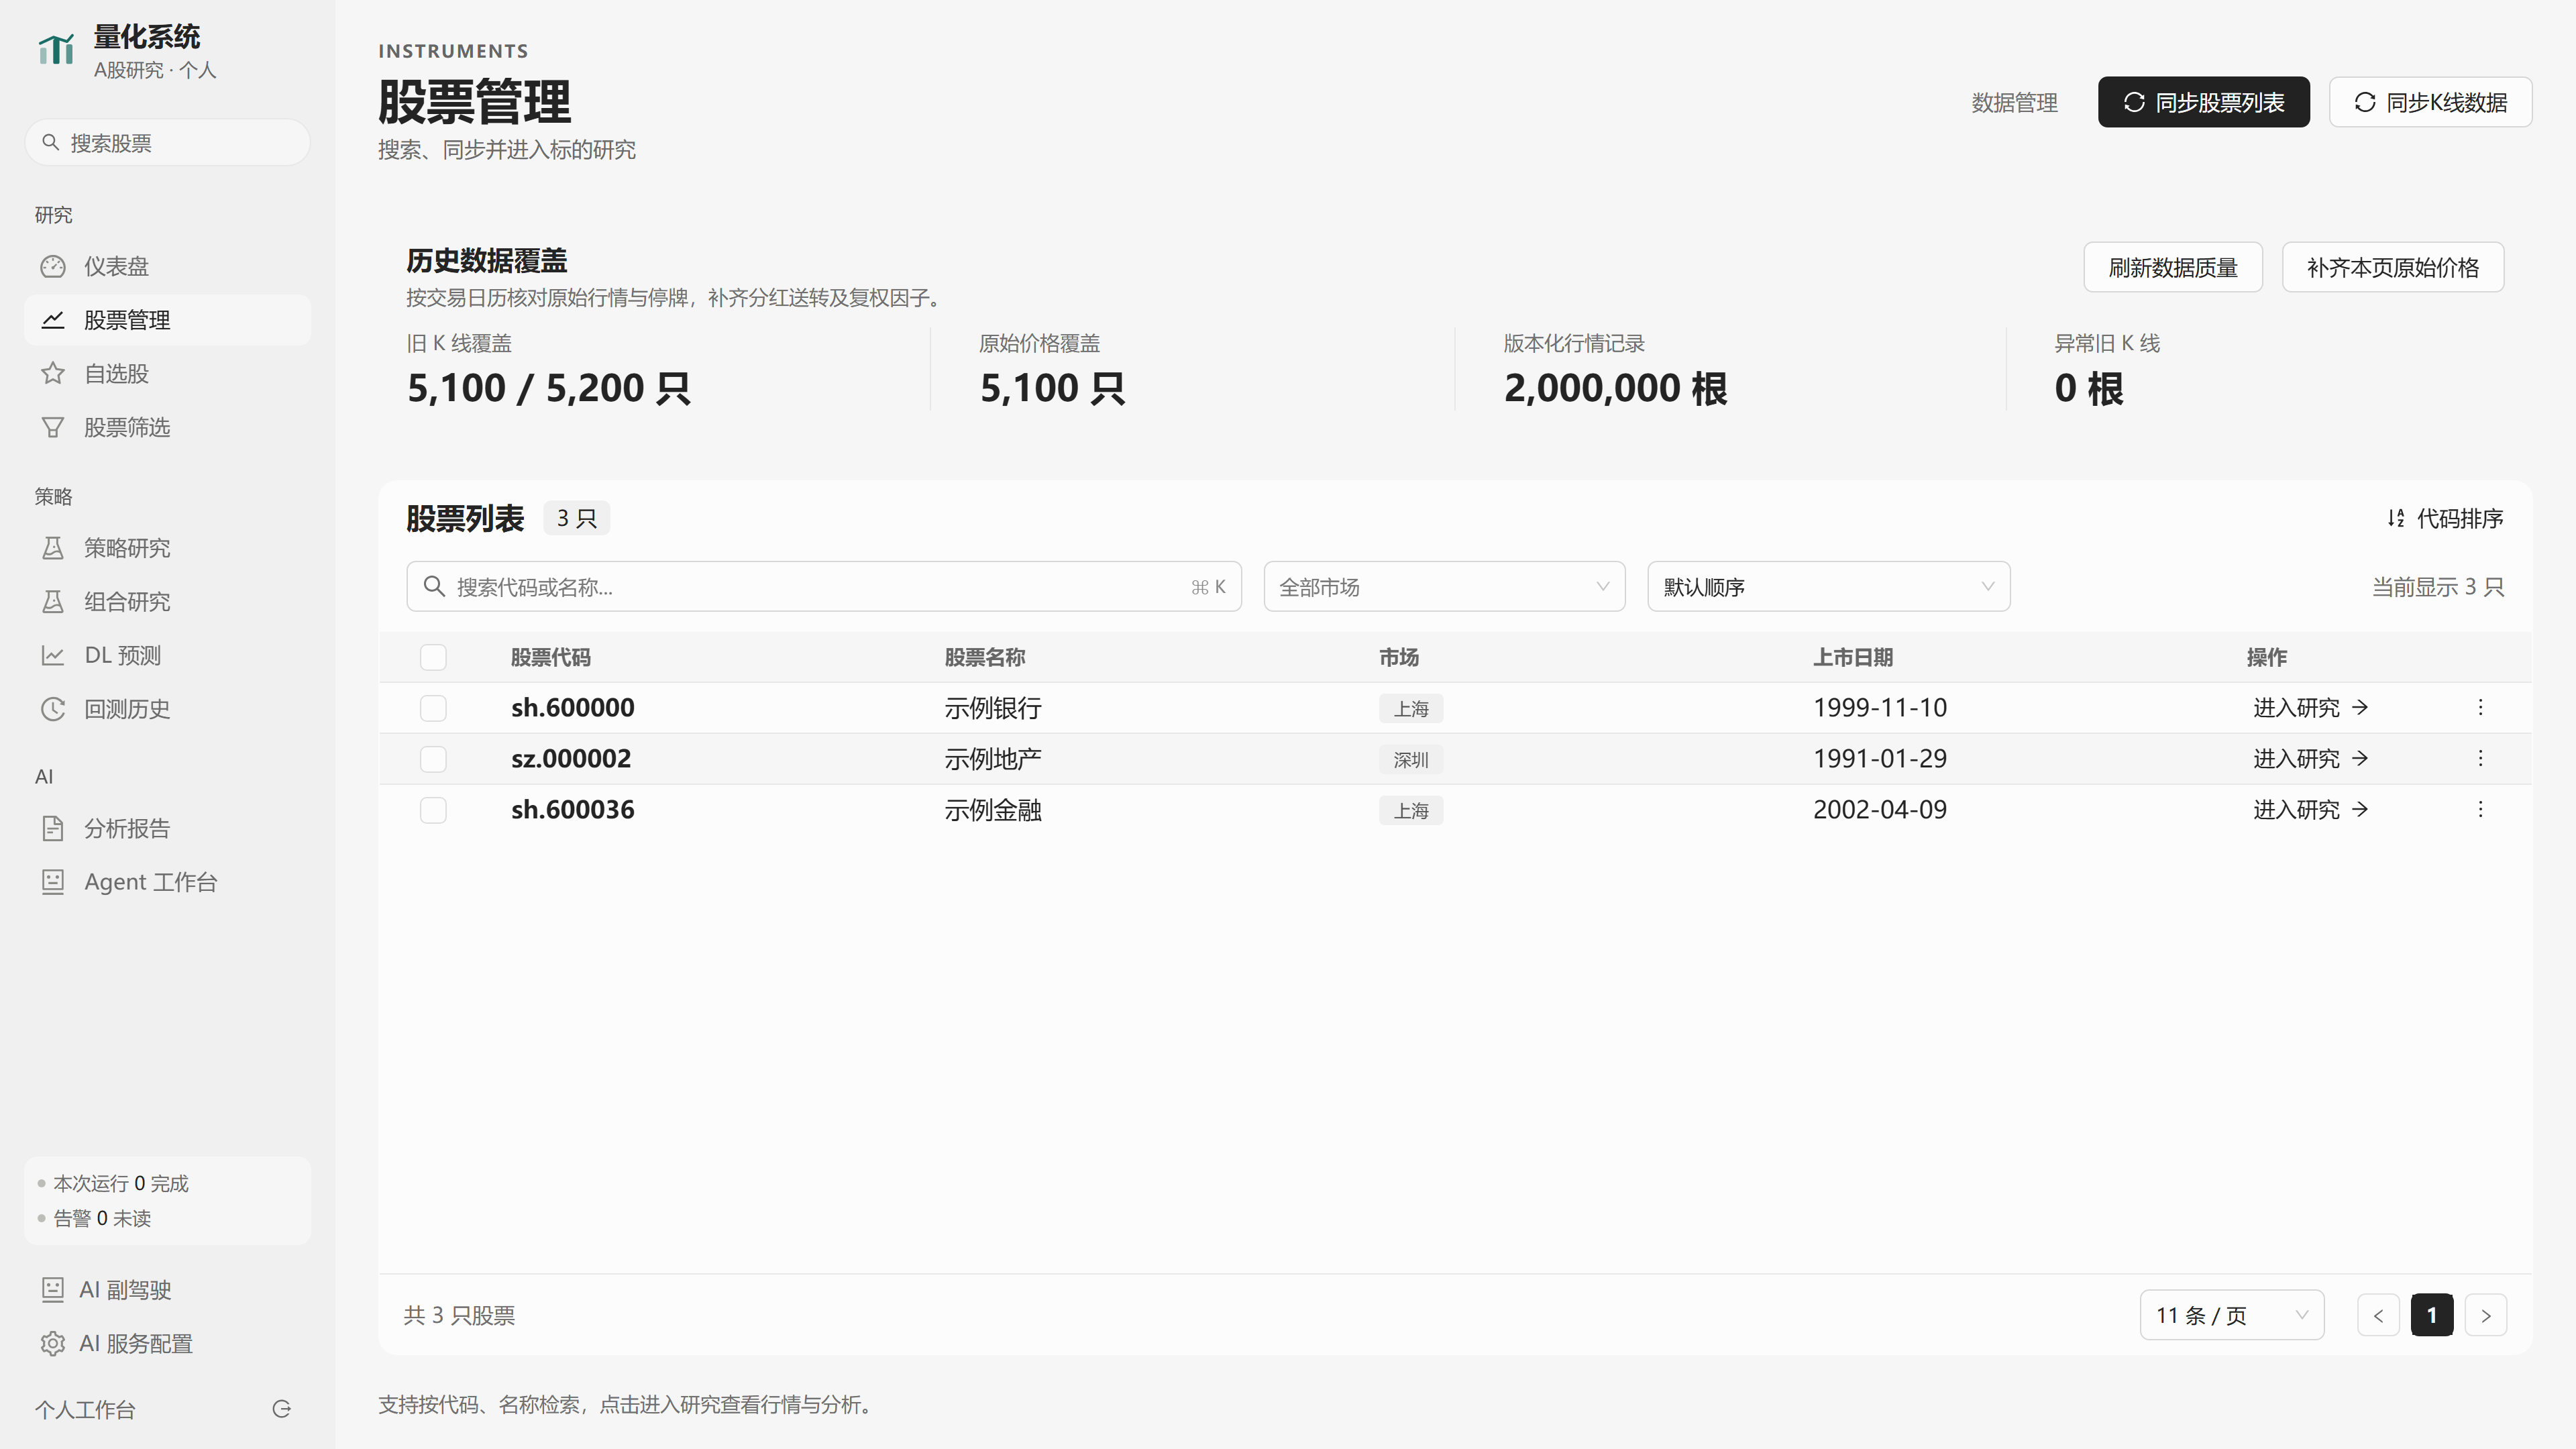 量化系统
A股研究 · 个人
搜索股票
研究
仪表盘
股票管理
自选股
股票筛选
策略
策略研究
组合研究
DL 预测
回测历史
AI
分析报告
Agent 工作台
本次运行 0 完成
告警 0 未读
AI 副驾驶
AI 服务配置
个人工作台
INSTRUMENTS
股票管理
搜索、同步并进入标的研究
数据管理
同步股票列表
同步K线数据
历史数据覆盖
按交易日历核对原始行情与停牌，补齐分红送转及复权因子。
刷新数据质量
补齐本页原始价格
旧 K 线覆盖
5,100 / 5,200 只
原始价格覆盖
5,100 只
版本化行情记录
2,000,000 根
异常旧 K 线
0 根
股票列表 3 只
代码排序
搜索代码或名称... ⌘ K
全部市场
默认顺序
当前显示 3 只
股票代码 股票名称 市场 上市日期 操作
sh.600000 示例银行 上海 1999-11-10 进入研究 →
sz.000002 示例地产 深圳 1991-01-29 进入研究 →
sh.600036 示例金融 上海 2002-04-09 进入研究 →
共 3 只股票
11 条 / 页
< 1 >
支持按代码、名称检索，点击进入研究查看行情与分析。